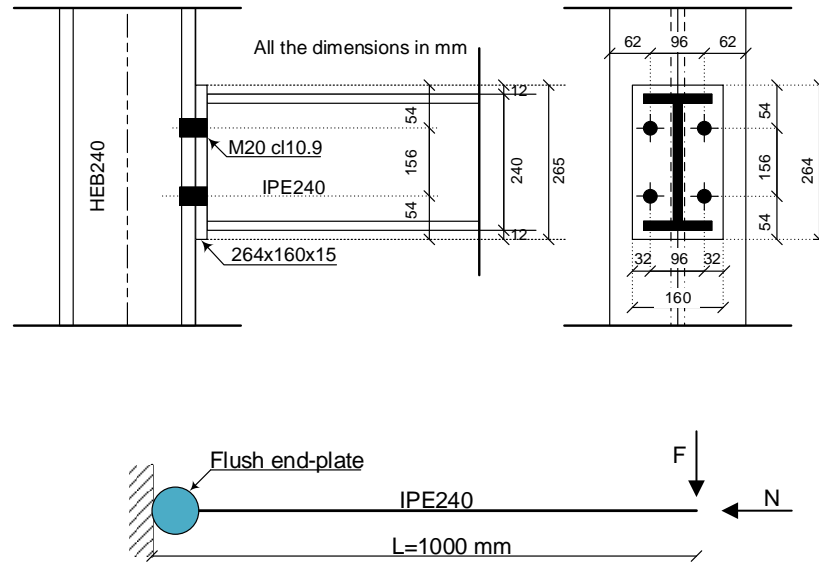 All the dimensions in mm
HEB240
M20 cl10.9
IPE240
264x160x15
54
156
54
12
240
12
265
62
96
62
54
156
54
264
32
96
32
160
Flush end-plate
IPE240
F
N
L=1000 mm